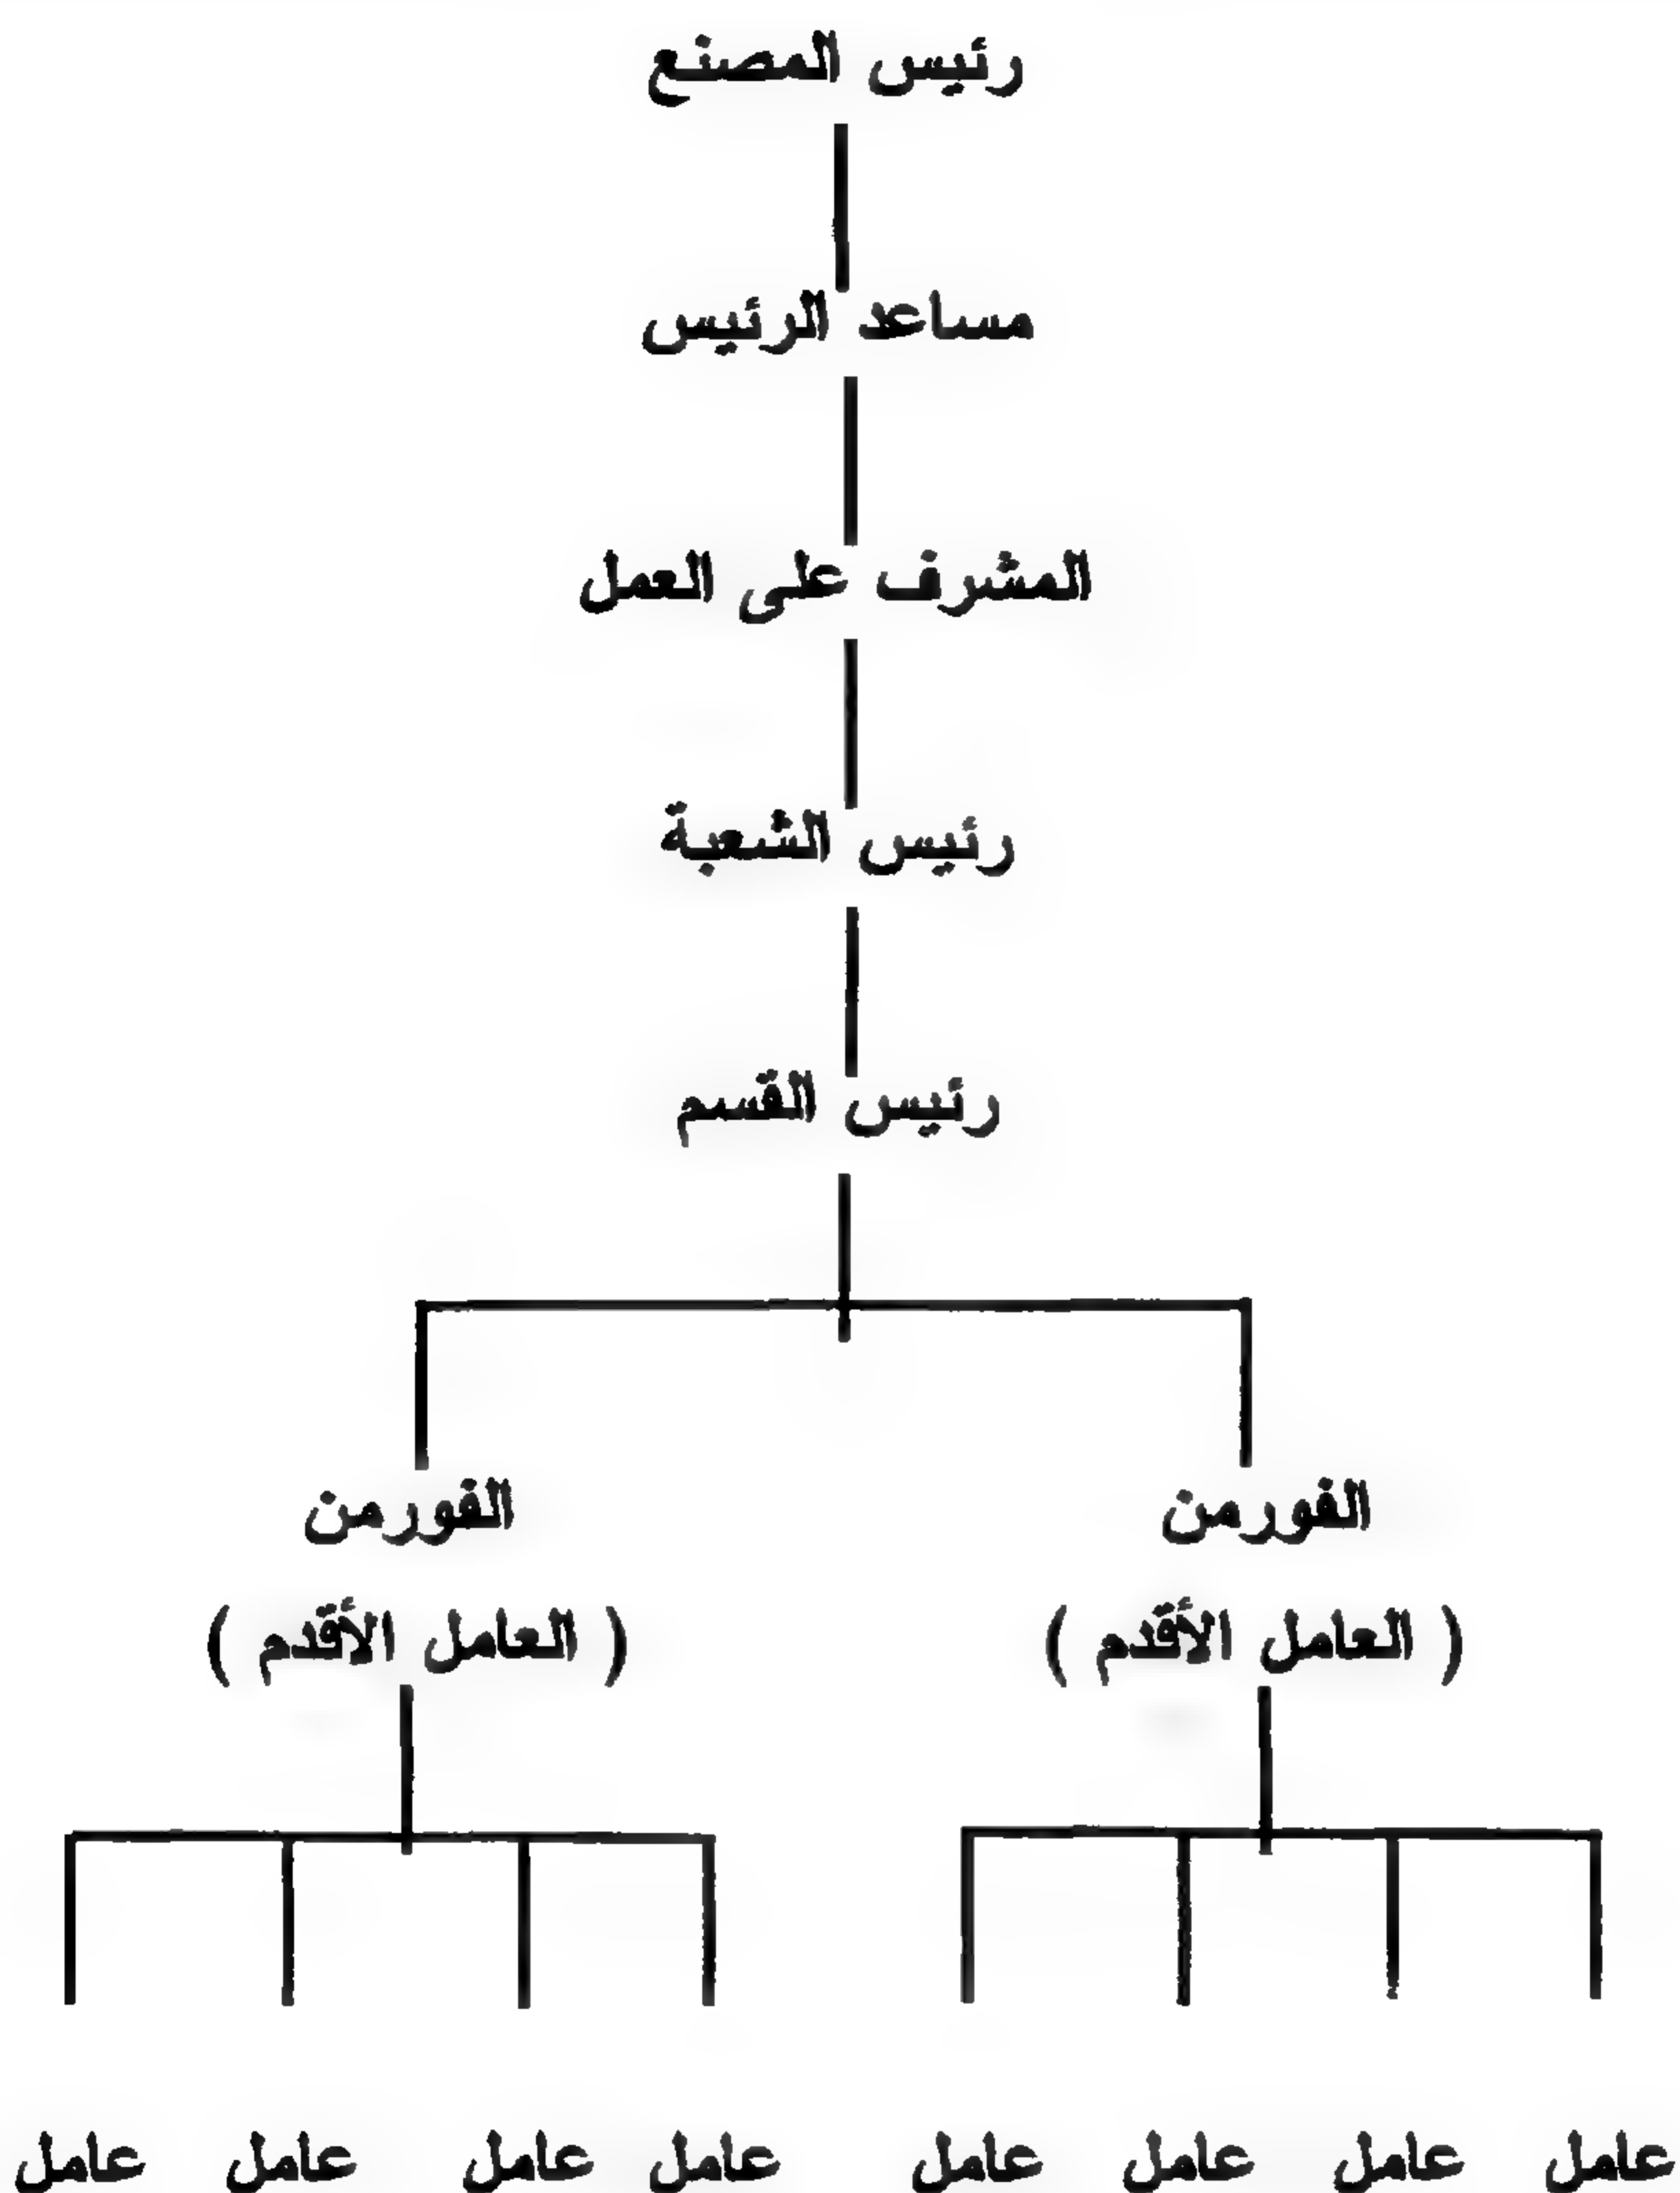 رئيس المصنع
مساعد الرئيس
المشرف على العمل
رئيس الشعبة
رئيس القسم
الفورمن الفورمن
( العامل الأقدم ) ( العامل الأقدم )
عامل عامل عامل عامل عامل عامل عامل عامل